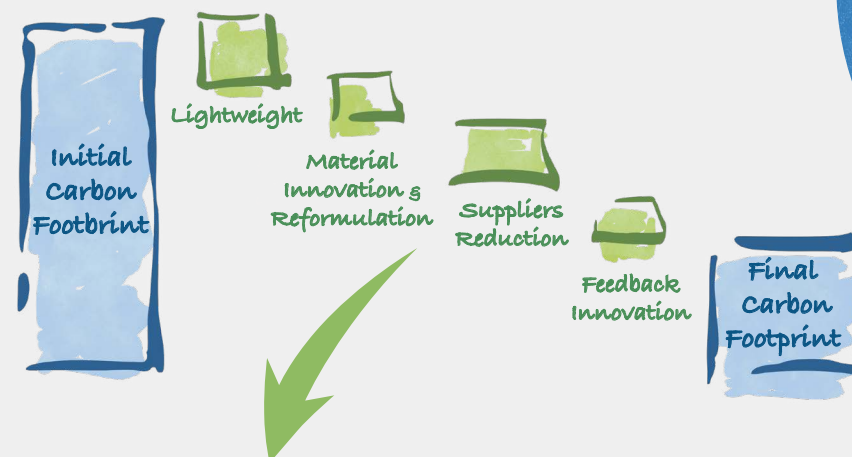 Initial
Carbon
Footbrint
Lightweight
Material
Innovation &
Reformulation
Suppliers
Reduction
Feedback
Innovation
Final
Carbon
Footprint